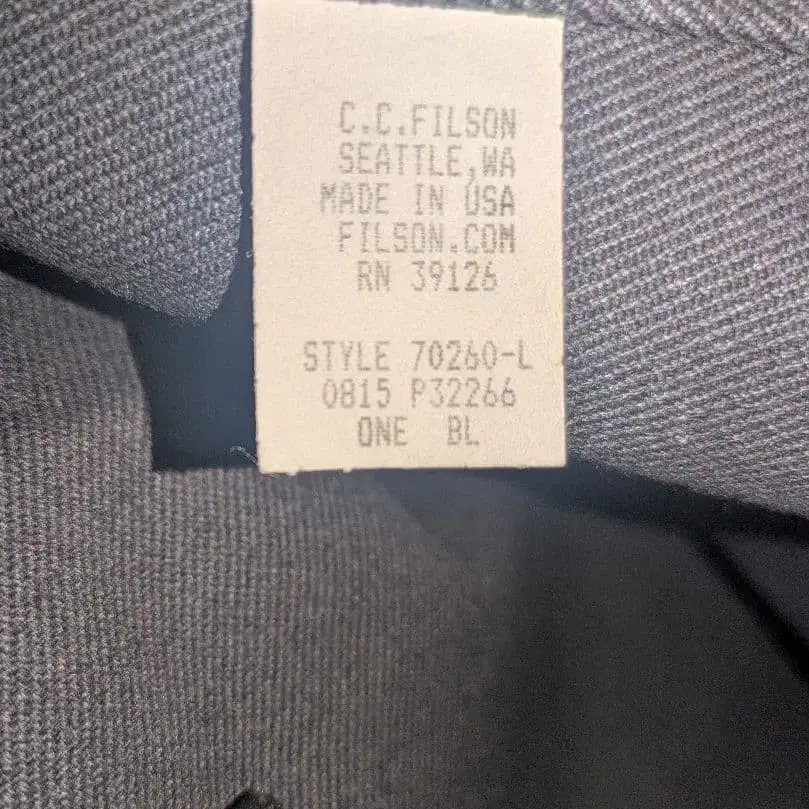 C.C.FILSON
SEATTLE,WA
MADE IN USA
FILSON.COM
RN 39126
STYLE 70260-L
0815 P32266
ONE BL